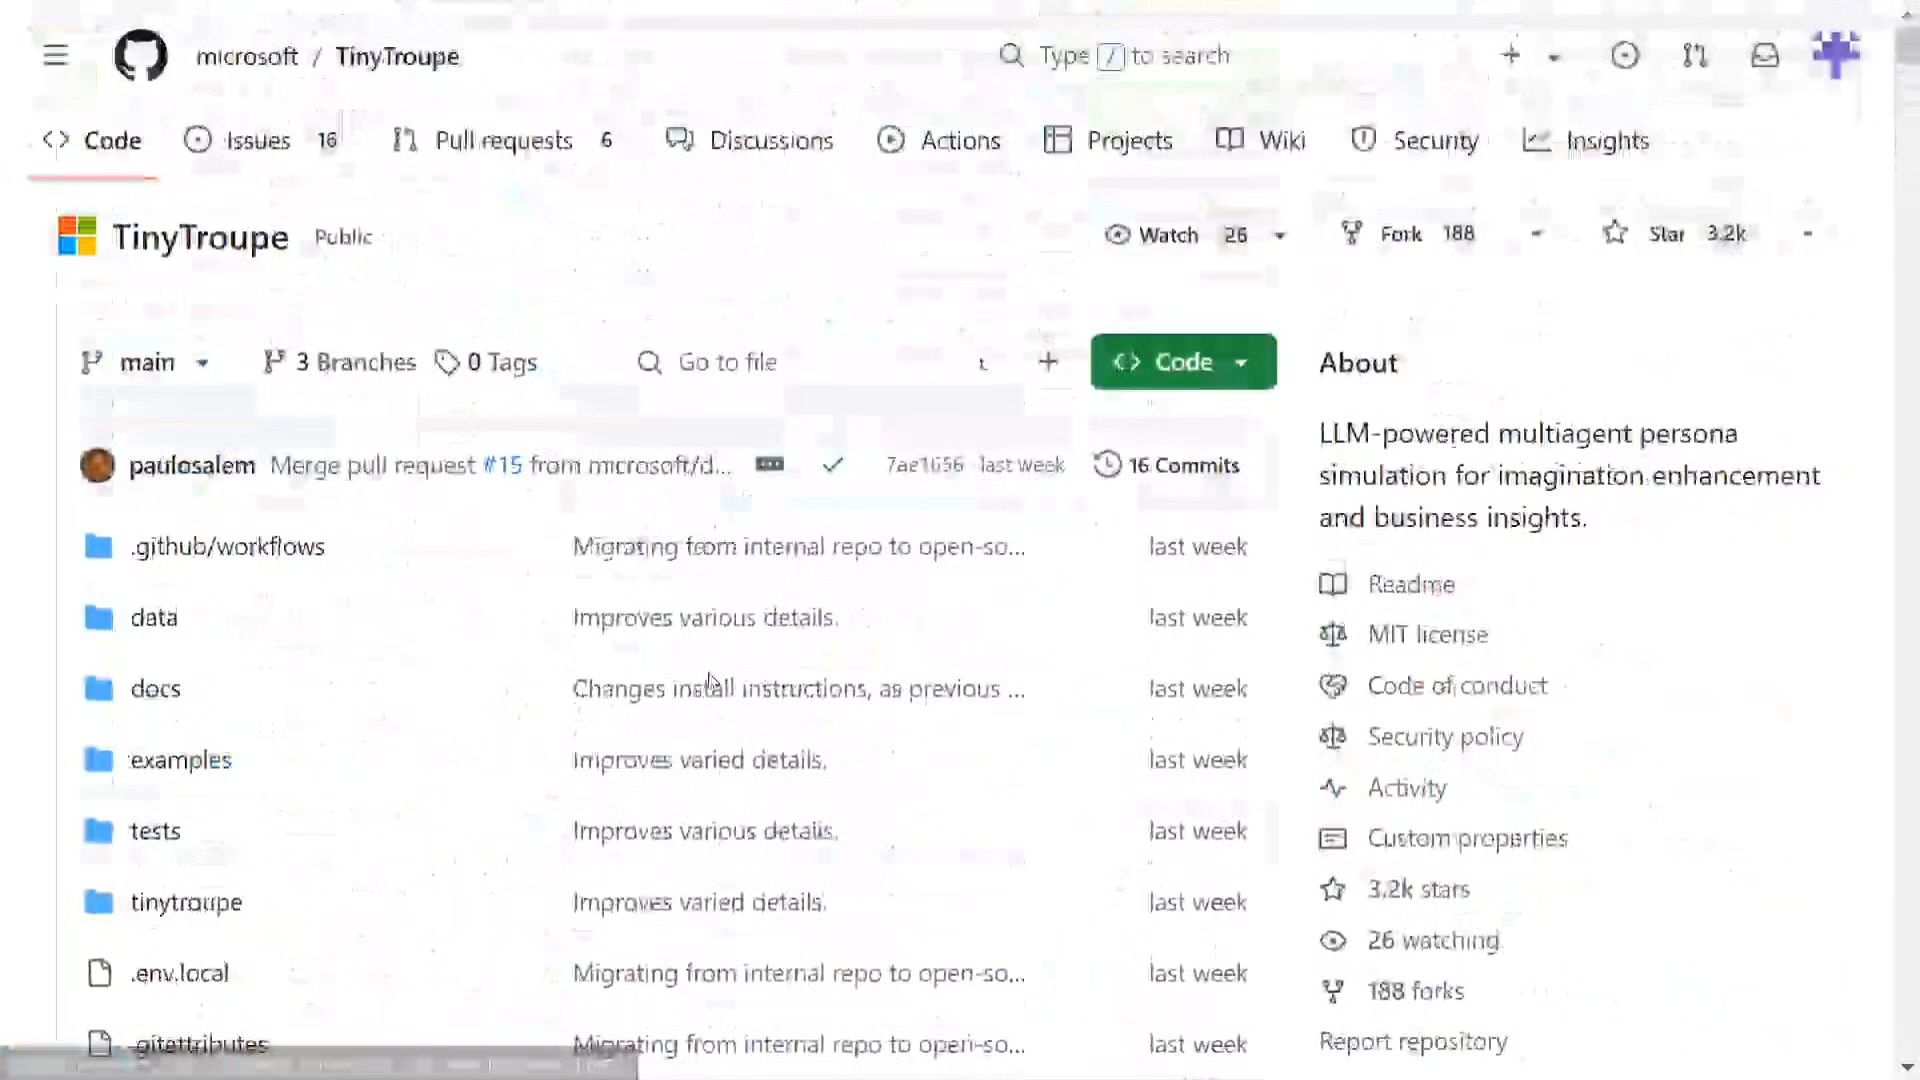 microsoft / TinyTroupe
Type / to search
Code
Issues 16
Pull requests 6
Discussions
Actions
Projects
Wiki
Security
Insights
TinyTroupe Public
Watch 26
Fork 188
Star 3.2k
main
3 Branches
0 Tags
Go to file
t
Code
paulosalem Merge pull request #15 from microsoft/d...
7ae1656 last week
16 Commits
.github/workflows Migrating from internal repo to open-so... last week
data Improves various details. last week
docs Changes install instructions, as previous ... last week
examples Improves varied details. last week
tests Improves various details. last week
tinytroupe Improves varied details. last week
.env.local Migrating from internal repo to open-so... last week
.gitattributes Migrating from internal repo to open-so... last week
About
LLM-powered multiagent persona
simulation for imagination enhancement
and business insights.
Readme
MIT license
Code of conduct
Security policy
Activity
Custom properties
3.2k stars
26 watching
188 forks
Report repository